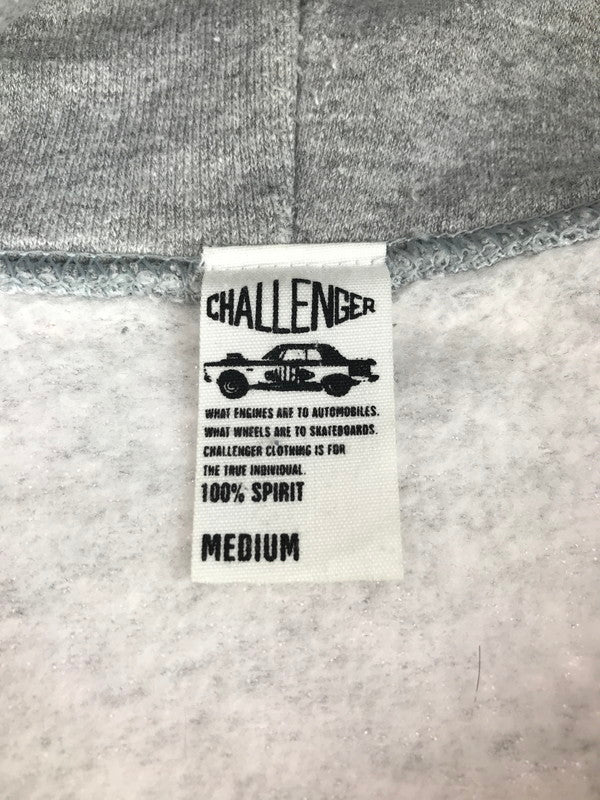 CHALLENGER
WHAT ENGINES ARE TO AUTOMOBILES.
WHAT WHEELS ARE TO SKATEBOARDS.
CHALLENGER CLOTHING IS FOR
THE TRUE INDIVIDUAL.
100% SPIRIT
MEDIUM